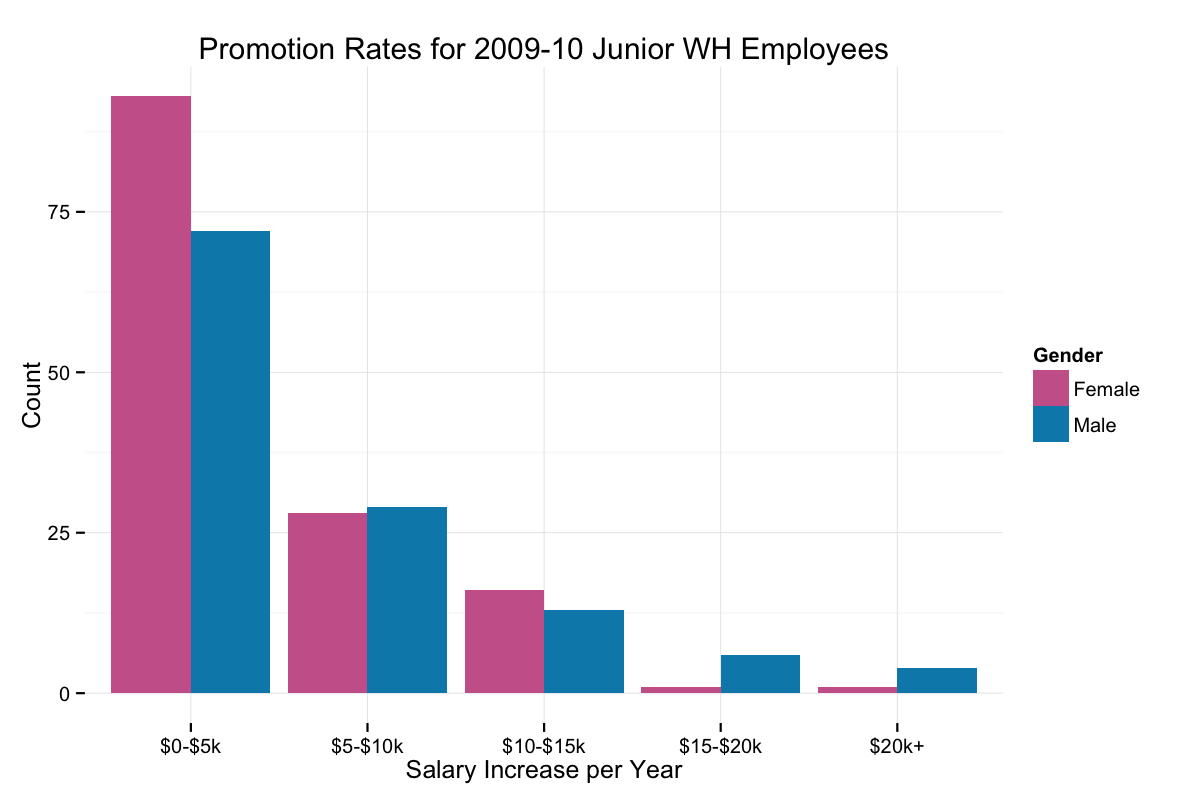 Promotion Rates for 2009-10 Junior WH Employees
Count
75
50
25
0
$0-$5k
$5-$10k
$10-$15k
$15-$20k
$20k+
Salary Increase per Year
Gender
Female
Male